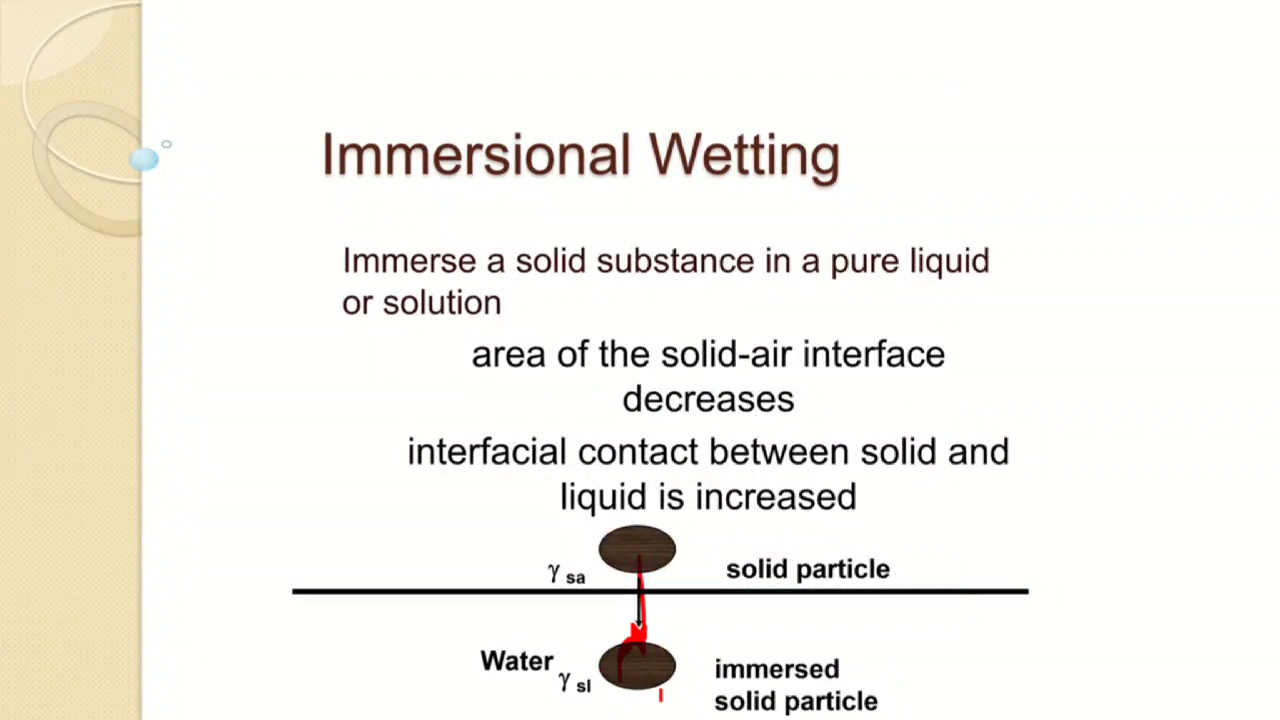 Immersional Wetting
Immerse a solid substance in a pure liquid
or solution
area of the solid-air interface
decreases
interfacial contact between solid and
liquid is increased
γ sa
solid particle
Water
γ sl
immersed
solid particle